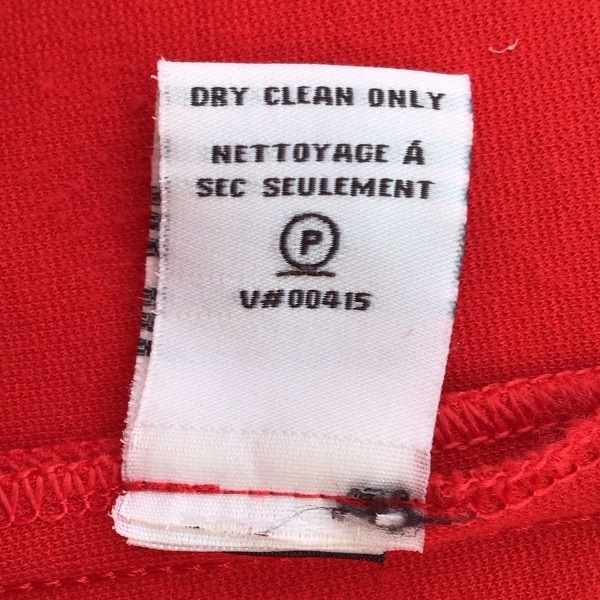 DRY CLEAN ONLY
NETTOYAGE Á
SEC SEULEMENT
P
V#00415